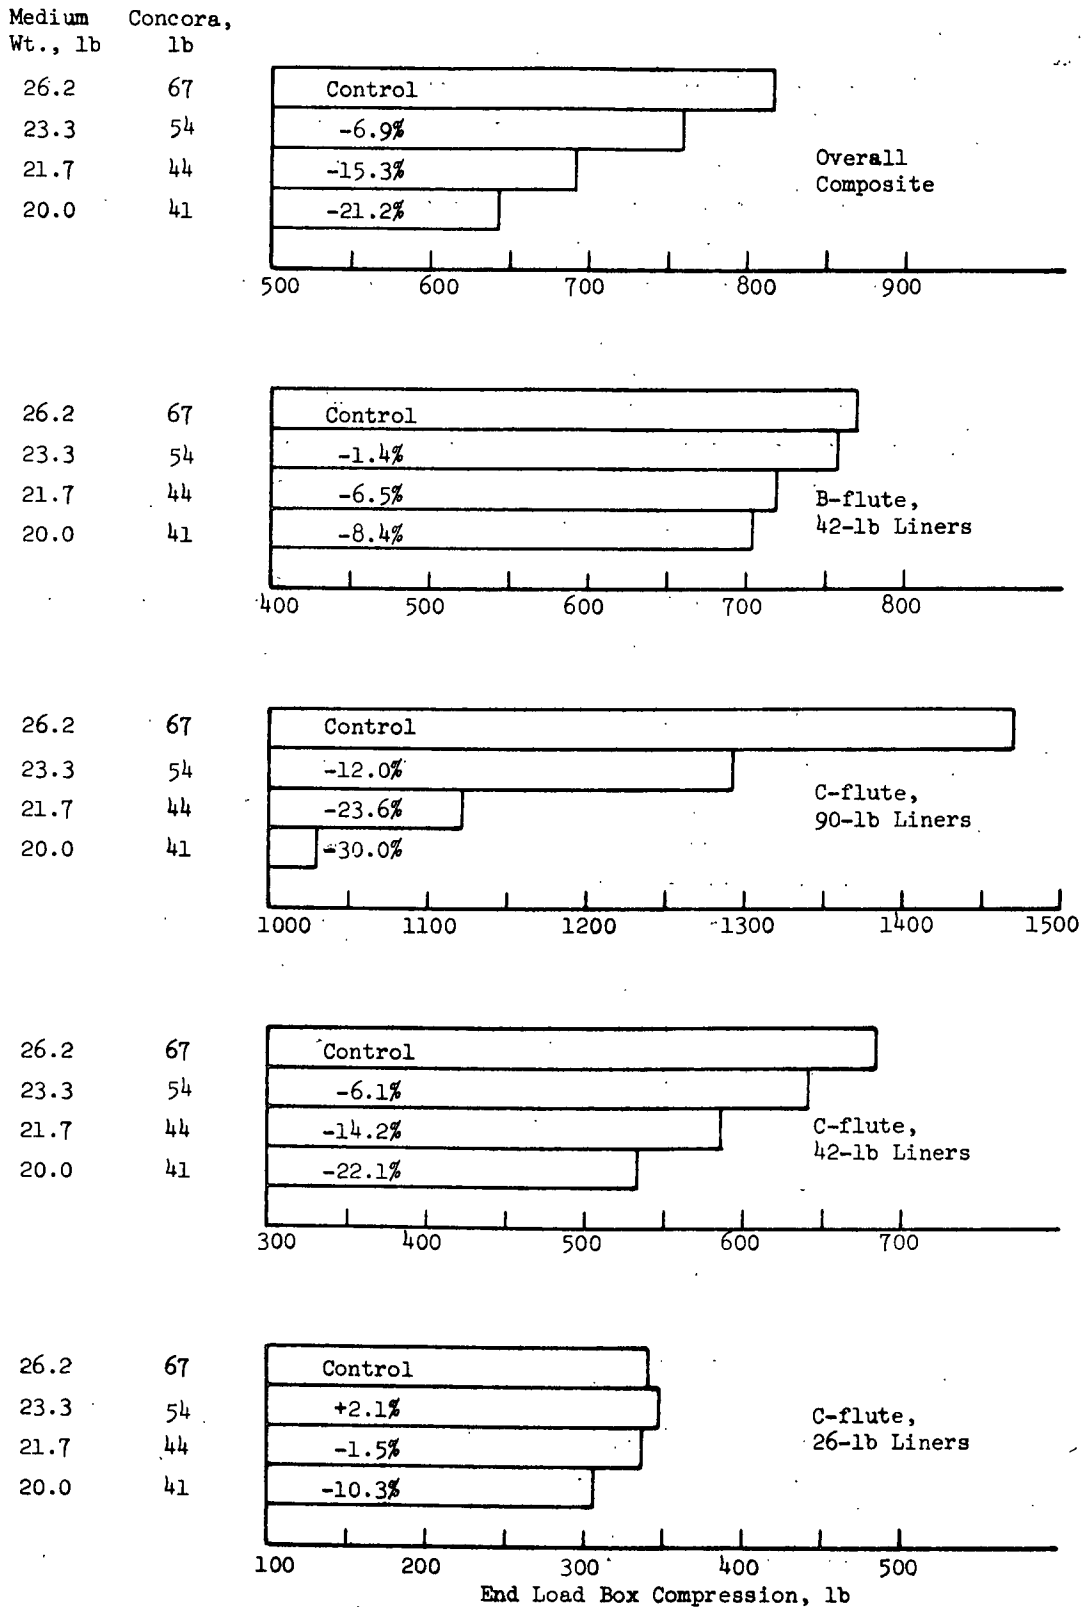 Medium Concora,
Wt., lb lb
26.2 67 Control
23.3 54 -6.9%
21.7 44 -15.3%
20.0 41 -21.2%
Overall
Composite
500 600 700 800 900
26.2 67 Control
23.3 54 -1.4%
21.7 44 -6.5%
20.0 41 -8.4%
B-flute,
42-lb Liners
400 500 600 700 800
26.2 67 Control
23.3 54 -12.0%
21.7 44 -23.6%
20.0 41 -30.0%
C-flute,
90-lb Liners
1000 1100 1200 1300 1400 1500
26.2 67 Control
23.3 54 -6.1%
21.7 44 -14.2%
20.0 41 -22.1%
C-flute,
42-lb Liners
300 400 500 600 700
26.2 67 Control
23.3 54 +2.1%
21.7 44 -1.5%
20.0 41 -10.3%
C-flute,
26-lb Liners
100 200 300 400 500
End Load Box Compression, lb